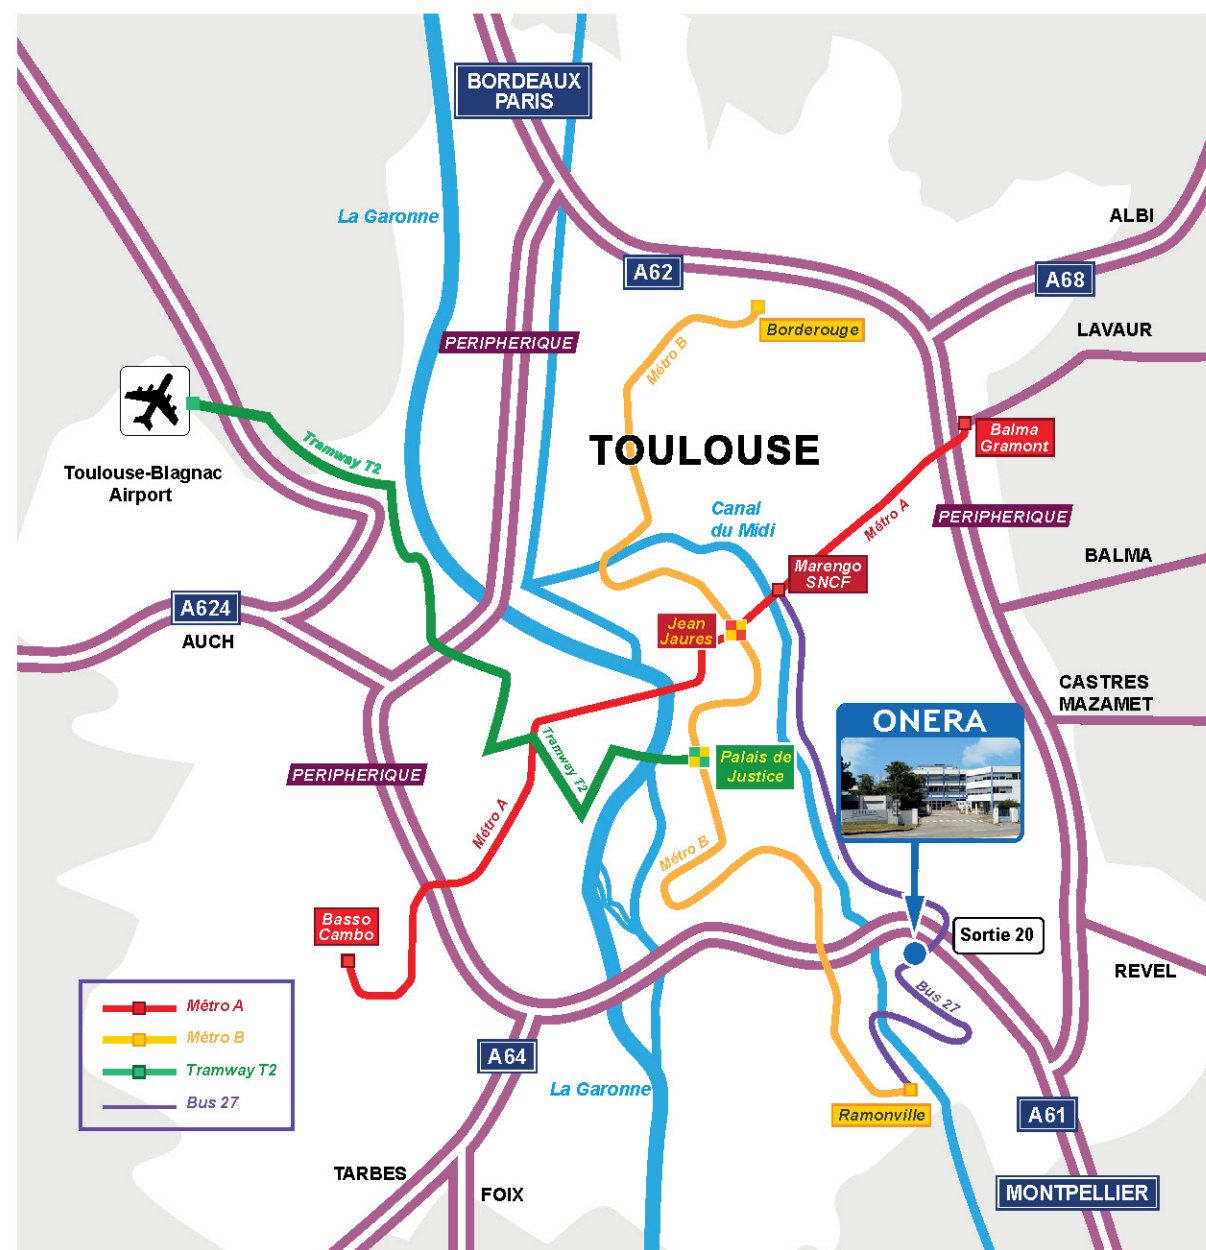 BORDEAUX
PARIS
La Garonne
ALBI
A62
A68
LAVAUR
Borderouge
PERIPHERIQUE
Métro B
TOULOUSE
Balma
Gramont
Tramway T2
Toulouse-Blagnac
Airport
Canal
du Midi
Métro A
PERIPHERIQUE
BALMA
Marengo
SNCF
A624
AUCH
Jean
Jaures
CASTRES
MAZAMET
ONERA
Tramway T2
Palais de
Justice
PERIPHERIQUE
Métro A
Métro B
Basso
Cambo
Sortie 20
REVEL
Bus 27
Métro A
Métro B
Tramway T2
Bus 27
A64
La Garonne
Ramonville
A61
TARBES
FOIX
MONTPELLIER